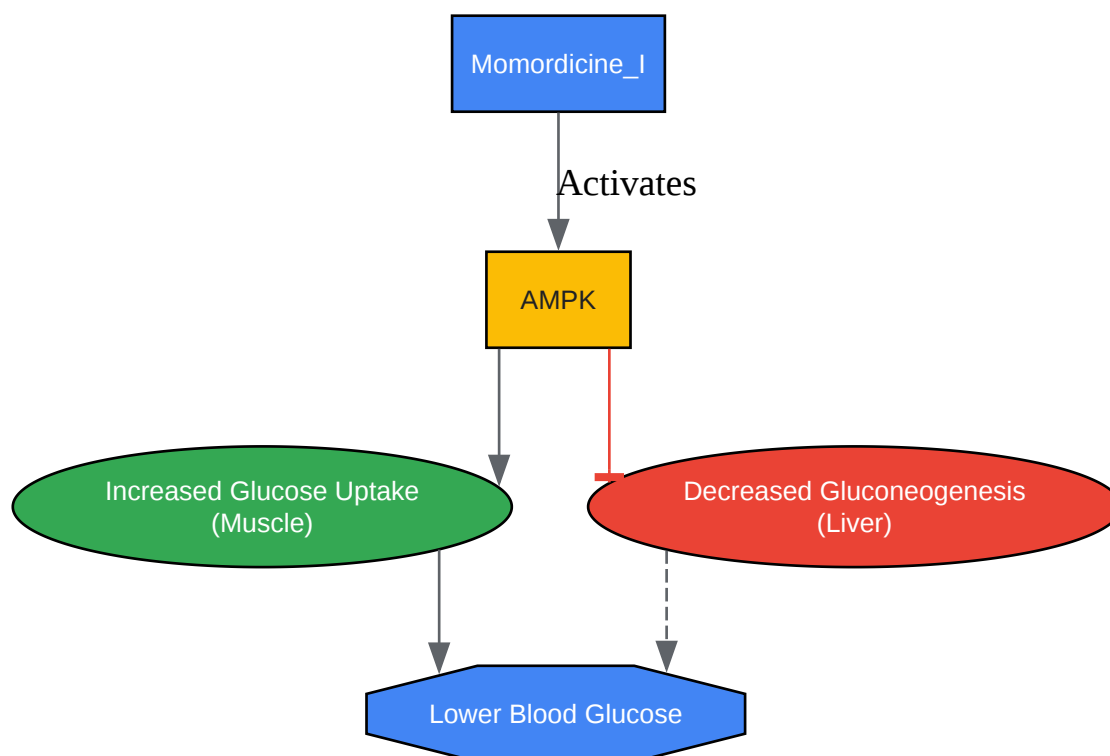 Momordicine_I
Activates
AMPK
Increased Glucose Uptake
(Muscle)
Decreased Gluconeogenesis
(Liver)
Lower Blood Glucose